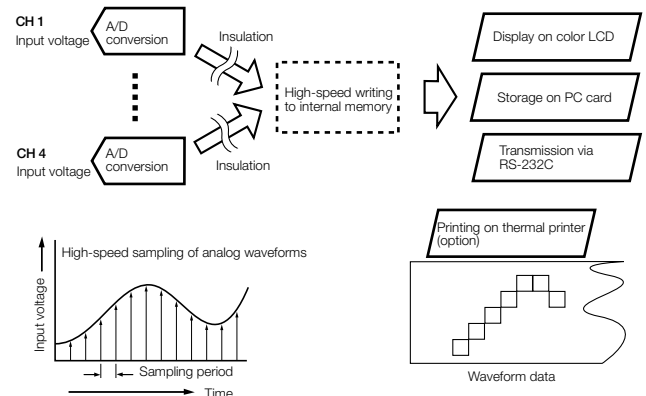 CH 1
Input voltage
A/D
conversion
Insulation
CH 4
Input voltage
A/D
conversion
Insulation
High-speed writing
to internal memory
Display on color LCD
Storage on PC card
Transmission via
RS-232C
Printing on thermal printer
(option)
Waveform data
High-speed sampling of analog waveforms
Input voltage
Sampling period
Time